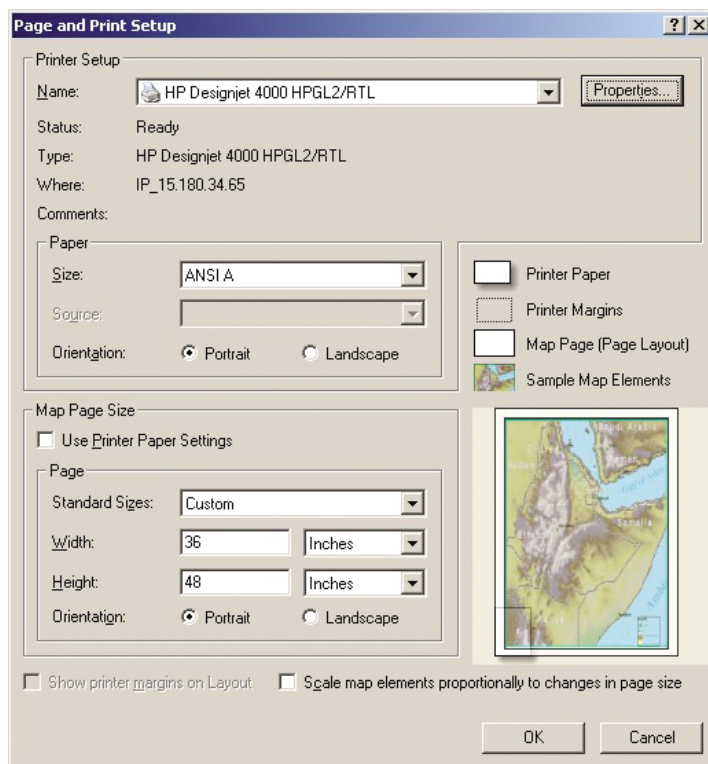 Page and Print Setup
Printer Setup
Name: HP Designjet 4000 HPGL2/RTL Properties...
Status: Ready
Type: HP Designjet 4000 HPGL2/RTL
Where: IP_15.180.34.65
Comments:
Paper
Size: ANSI A
Source:
Orientation: Portrait Landscape
Printer Paper
Printer Margins
Map Page (Page Layout)
Sample Map Elements
Map Page Size
Use Printer Paper Settings
Page
Standard Sizes: Custom
Width: 36 Inches
Height: 48 Inches
Orientation: Portrait Landscape
Saudi Arabia
Yemen
Sudan
Gulf of Aden
Somalia
Show printer margins on Layout
Scale map elements proportionally to changes in page size
OK Cancel